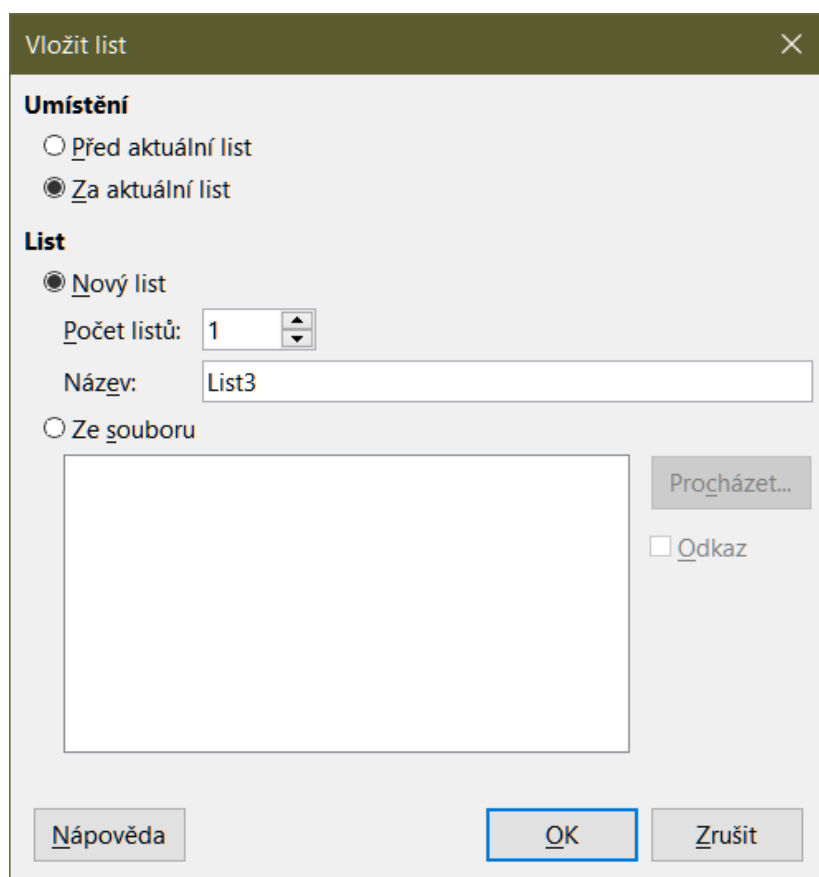 Vložit list
Umístění
Před aktuální list
Za aktuální list
List
Nový list
Počet listů: 1
Název: List3
Ze souboru
Procházet...
Odkaz
Nápověda OK Zrušit